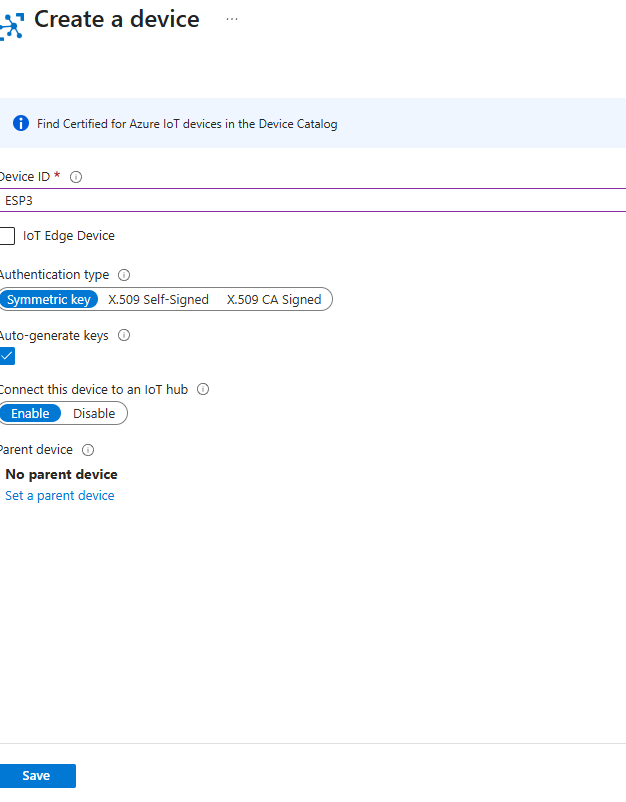 Create a device ...
Find Certified for Azure IoT devices in the Device Catalog
Device ID *
ESP3
IoT Edge Device
Authentication type
Symmetric key X.509 Self-Signed X.509 CA Signed
Auto-generate keys
Connect this device to an IoT hub
Enable Disable
Parent device
No parent device
Set a parent device
Save